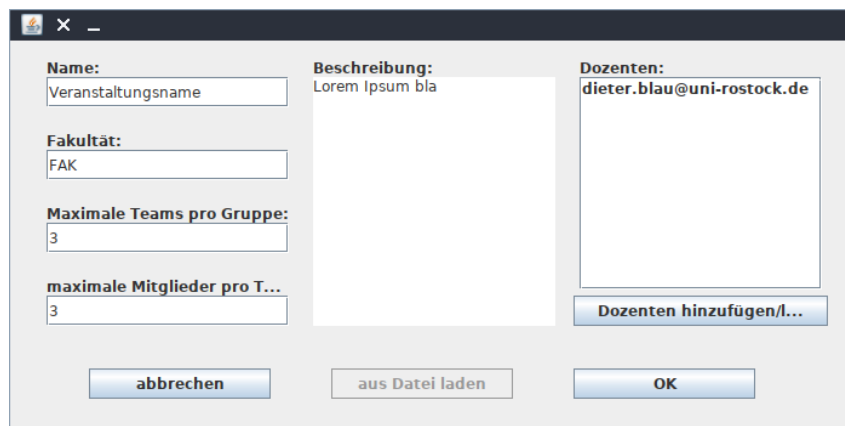 Name:
Veranstaltungsname
Fakultät:
FAK
Maximale Teams pro Gruppe:
3
maximale Mitglieder pro T...
3
Beschreibung:
Lorem Ipsum bla
Dozenten:
dieter.blau@uni-rostock.de
Dozenten hinzufügen/l...
abbrechen
aus Datei laden
OK